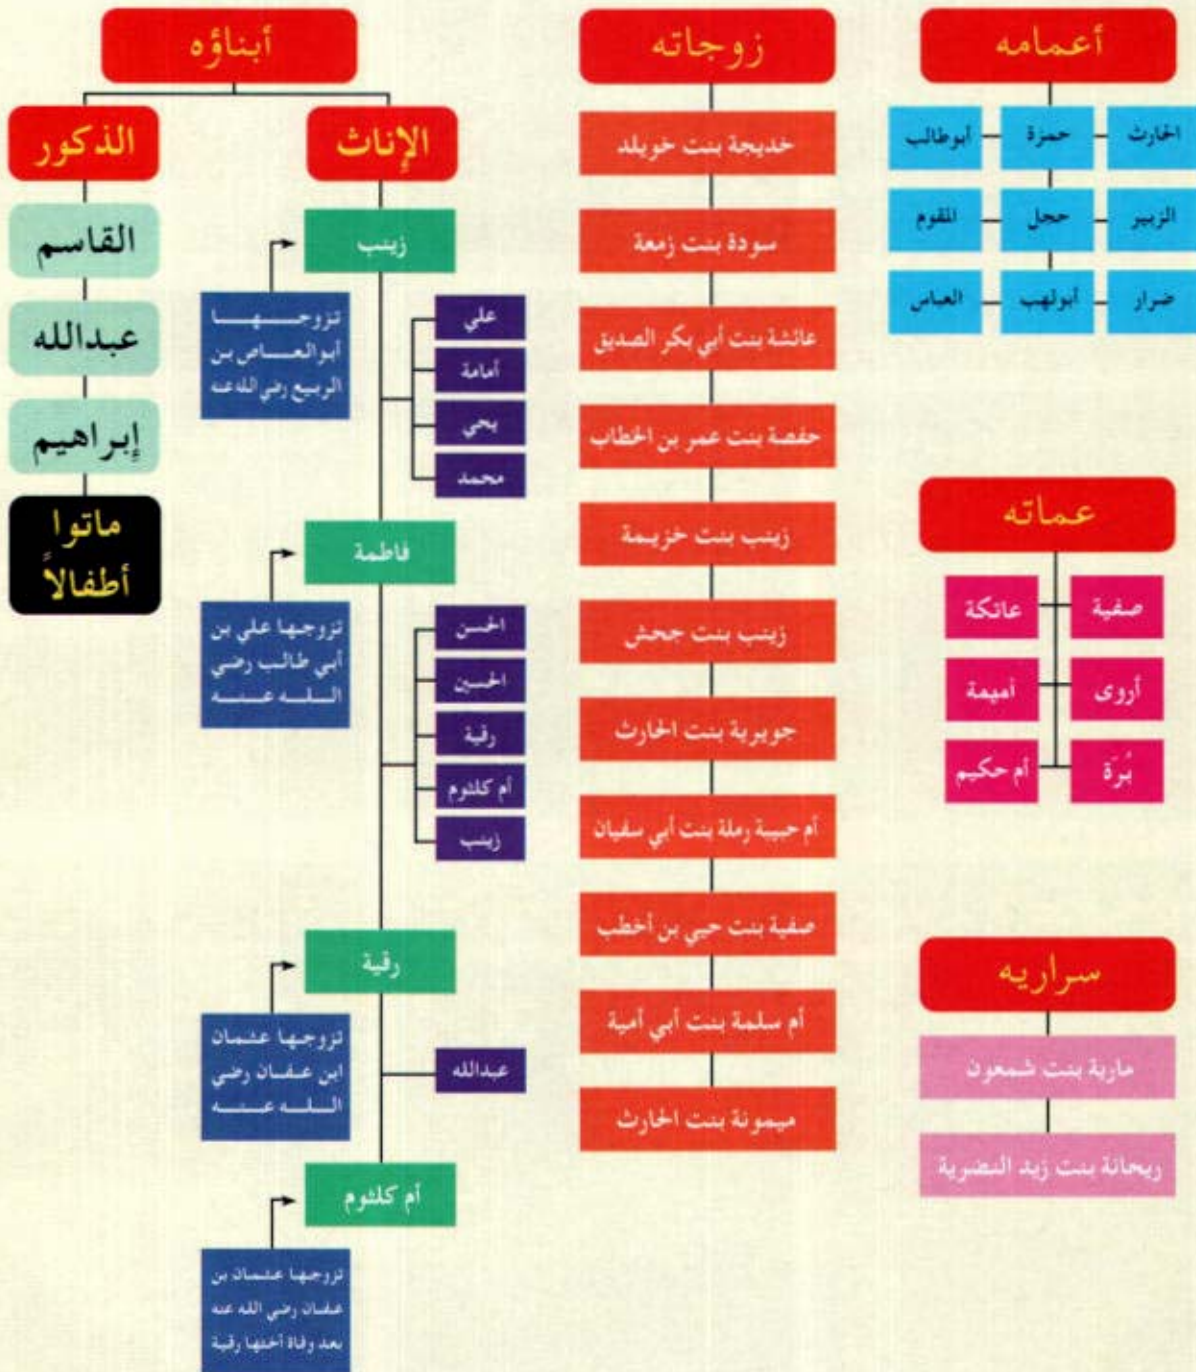 أعمامه
الحارث
حمزة
أبوطالب
الزبير
حجل
المقوم
ضرار
أبولهب
العباس
عماته
صفية
عاتكة
أروى
أميمة
بُرَة
أم حكيم
سراريه
مارية بنت شمعون
ريحانة بنت زيد النضرية
زوجاته
خديجة بنت خويلد
سودة بنت زمعة
عائشة بنت أبي بكر الصديق
حفصة بنت عمر بن الخطاب
زينب بنت خزيمة
زينب بنت جحش
جويرية بنت الحارث
أم حبيبة رملة بنت أبي سفيان
صفية بنت حيي بن أخطب
أم سلمة بنت أبي أمية
ميمونة بنت الحارث
أبناؤه
الإناث
زينب
تزوجها
أبو العاص بن
الربيع رضي الله عنه
علي
أمامة
يحي
محمد
فاطمة
تزوجها علي بن
أبي طالب رضي
الله عنه
الحسن
الحسين
رقية
أم كلثوم
زينب
رقية
تزوجها عثمان
ابن عفان رضي
الله عنه
عبدالله
أم كلثوم
تزوجها عثمان بن
عفان رضي الله عنه
بعد وفاة أختها رقية
الذكور
القاسم
عبدالله
إبراهيم
ماتوا
أطفالاً